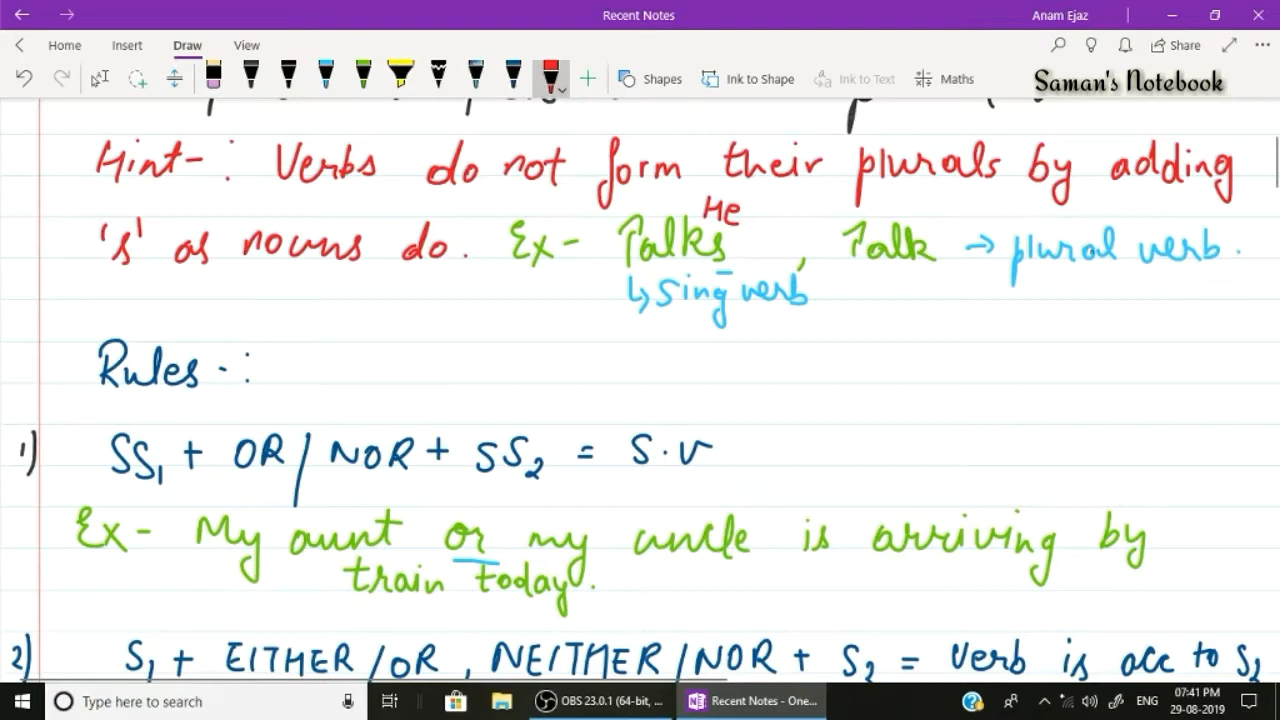 Recent Notes
Anam Ejaz
Home Insert Draw View
Share
Shapes Ink to Shape Ink to Text Maths
Saman's Notebook
Hint-: Verbs do not form their plurals by adding
He
's' as nouns do. Ex- Talks, Talk → plural verb.
↳ sing verb
Rules -:
1) SS1 + OR / NOR + SS2 = S.V
Ex- My aunt or my uncle is arriving by
train today.
2) S1 + EITHER /OR, NEITHER / NOR + S2 = Verb is acc to S2
Type here to search
OBS 23.0.1 (64-bit, ...
Recent Notes - One...
ENG
07:41 PM
29-08-2019